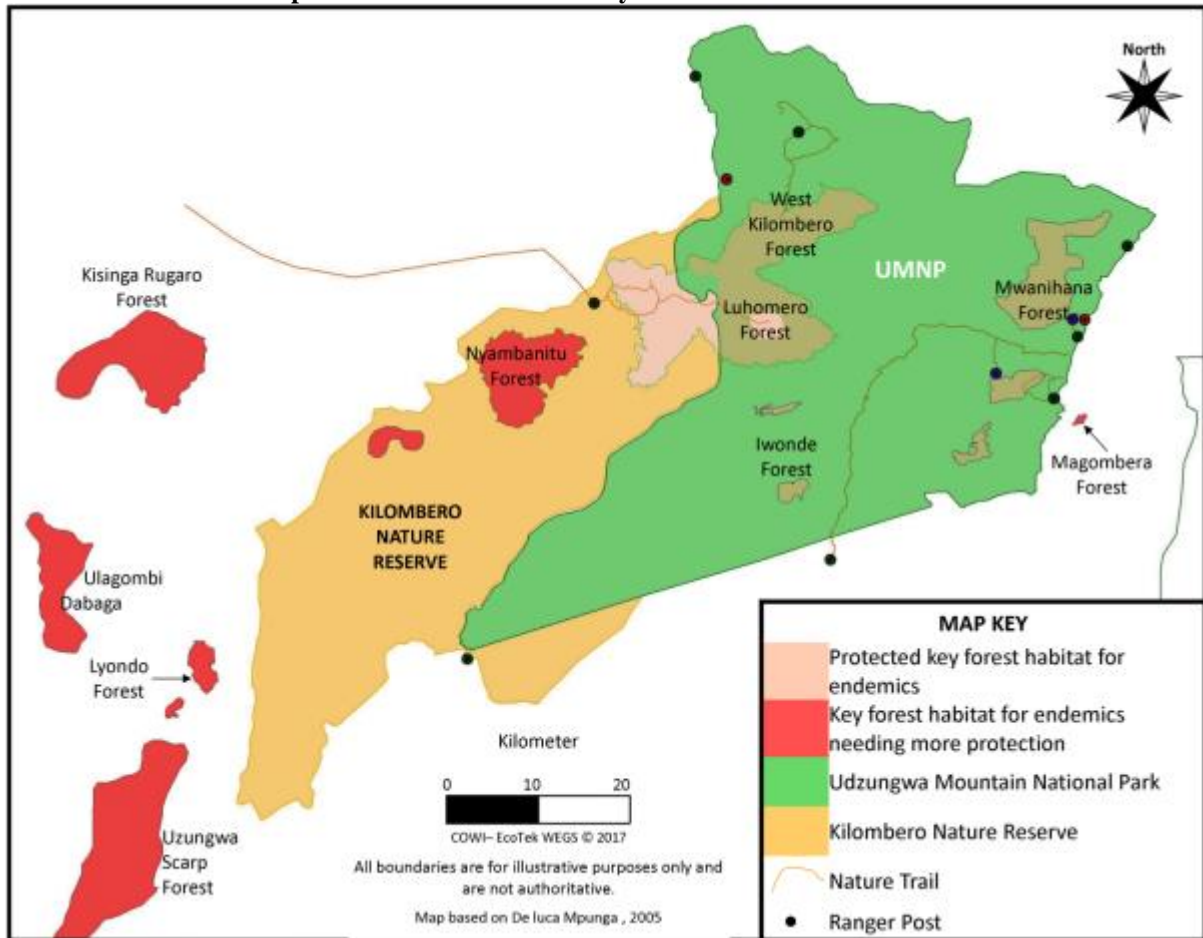 North
West
Kilombero
Forest
UMNP
Kisinga Rugaro
Forest
Mwanihana
Forest
Luhomero
Forest
Nyambanitu
Forest
Iwonde
Forest
Magombera
Forest
KILOMBERO
NATURE
RESERVE
Ulagombi
Dabaga
Lyondo
Forest
Uzungwa
Scarp
Forest
Kilometer
0 10 20
COWI– EcoTek WEGS © 2017
All boundaries are for illustrative purposes only and
are not authoritative.
Map based on De luca Mpunga , 2005
MAP KEY
Protected key forest habitat for
endemics
Key forest habitat for endemics
needing more protection
Udzungwa Mountain National Park
Kilombero Nature Reserve
Nature Trail
Ranger Post